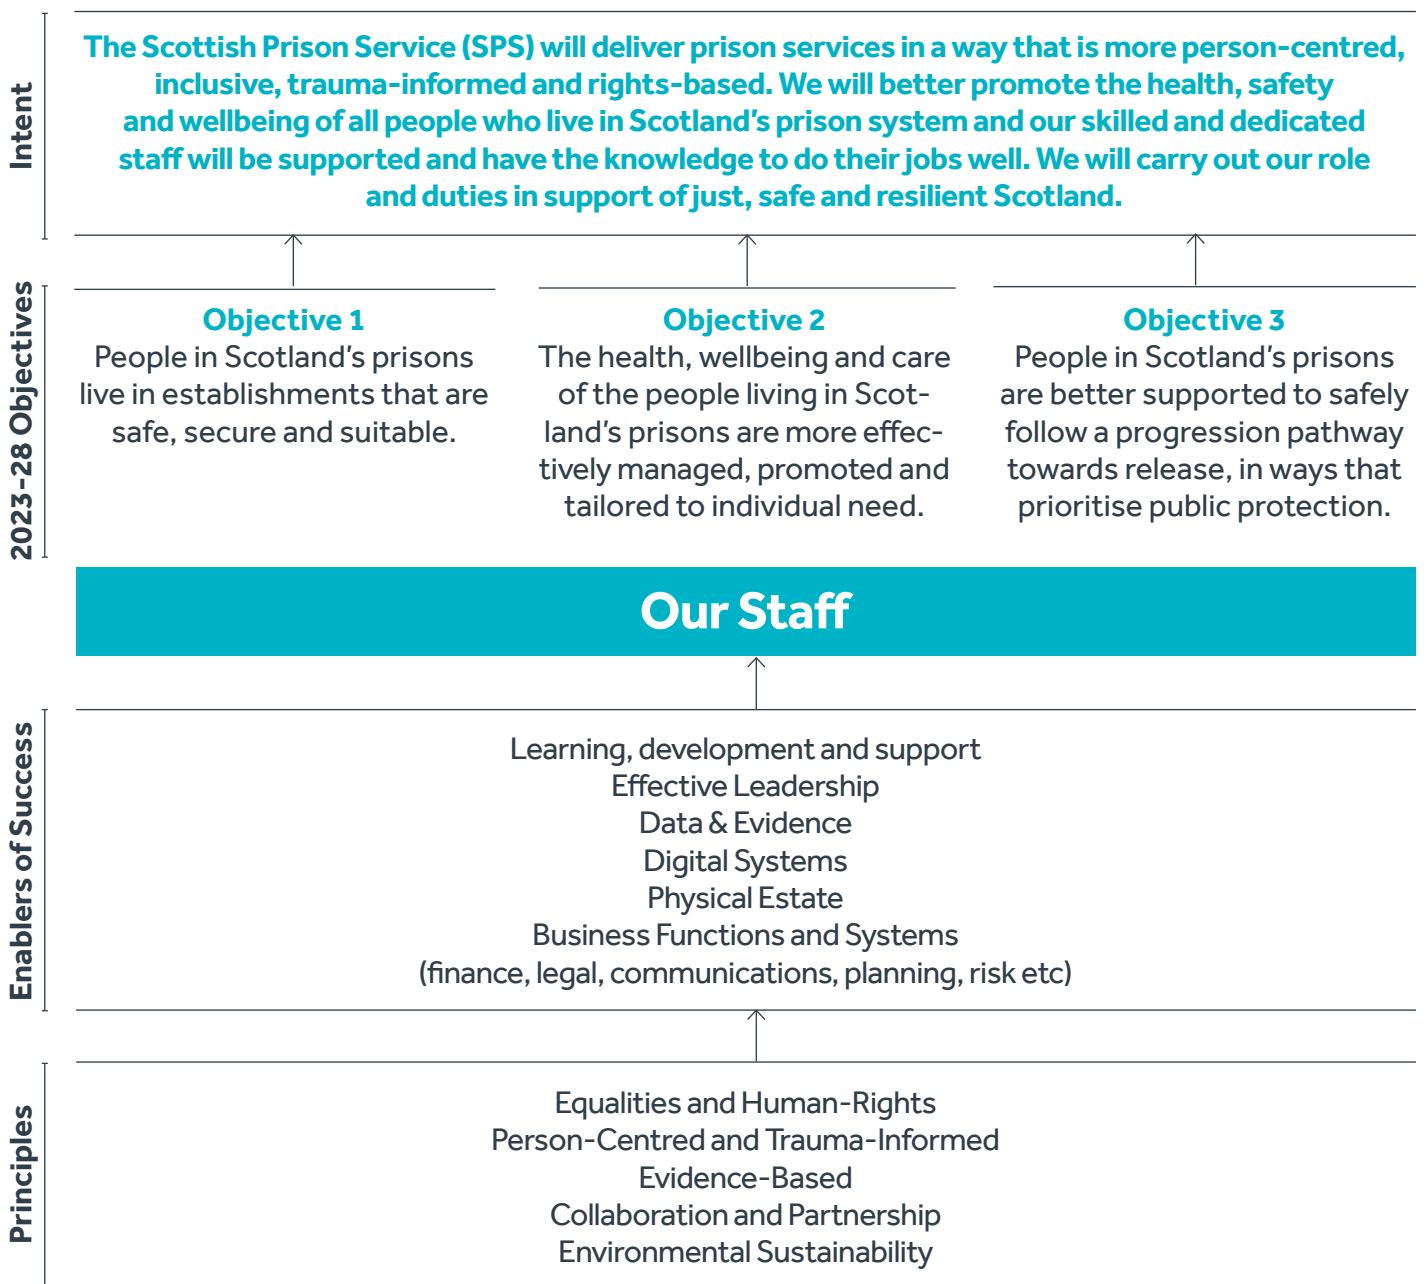 Intent
The Scottish Prison Service (SPS) will deliver prison services in a way that is more person-centred,
inclusive, trauma-informed and rights-based. We will better promote the health, safety
and wellbeing of all people who live in Scotland's prison system and our skilled and dedicated
staff will be supported and have the knowledge to do their jobs well. We will carry out our role
and duties in support of just, safe and resilient Scotland.
2023-28 Objectives
Objective 1
People in Scotland's prisons
live in establishments that are
safe, secure and suitable.
Objective 2
The health, wellbeing and care
of the people living in Scot-
land's prisons are more effec-
tively managed, promoted and
tailored to individual need.
Objective 3
People in Scotland's prisons
are better supported to safely
follow a progression pathway
towards release, in ways that
prioritise public protection.
Our Staff
Enablers of Success
Learning, development and support
Effective Leadership
Data & Evidence
Digital Systems
Physical Estate
Business Functions and Systems
(finance, legal, communications, planning, risk etc)
Principles
Equalities and Human-Rights
Person-Centred and Trauma-Informed
Evidence-Based
Collaboration and Partnership
Environmental Sustainability